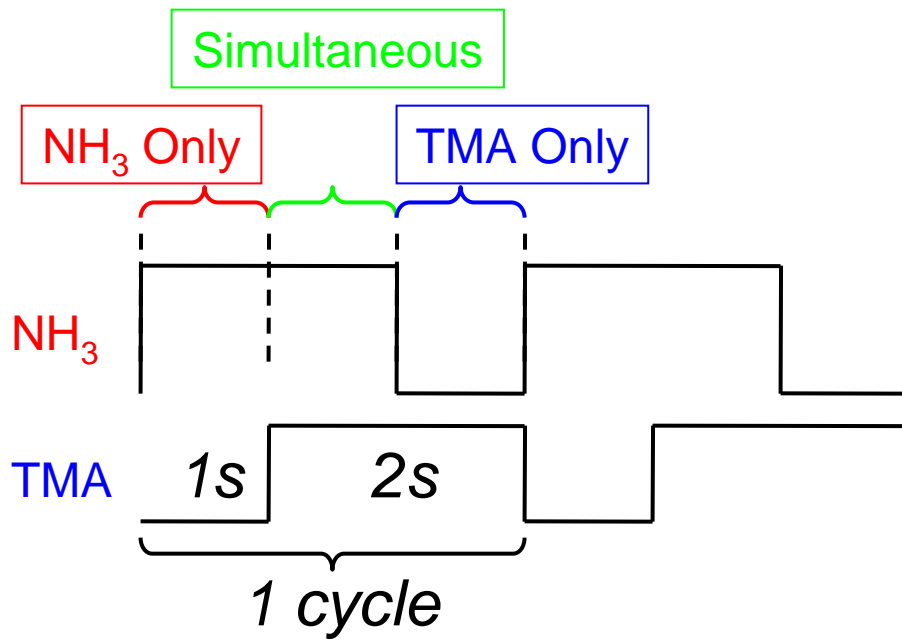 Simultaneous
NH₃ Only
TMA Only
NH₃
TMA
1s
2s
1 cycle